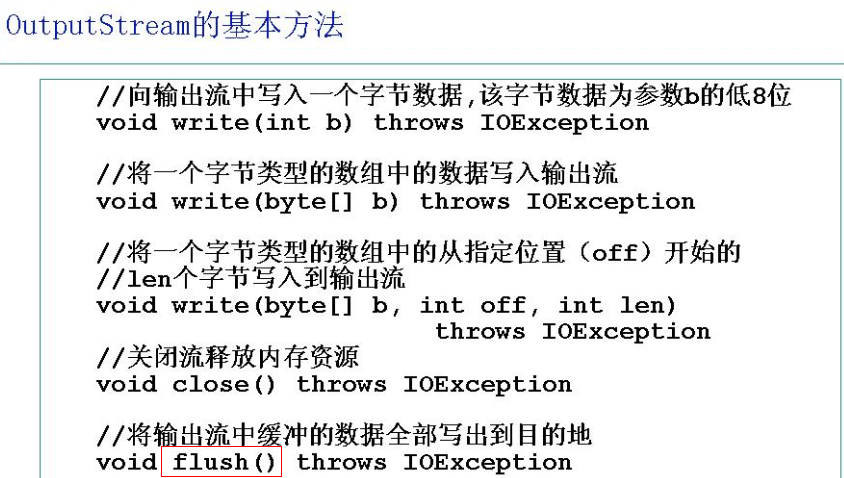 OutputStream的基本方法
//向输出流中写入一个字节数据,该字节数据为参数b的低8位
void write(int b) throws IOException
//将一个字节类型的数组中的数据写入输出流
void write(byte[] b) throws IOException
//将一个字节类型的数组中的从指定位置（off）开始的
//len个字节写入到输出流
void write(byte[] b, int off, int len)
throws IOException
//关闭流释放内存资源
void close() throws IOException
//将输出流中缓冲的数据全部写出到目的地
void flush() throws IOException